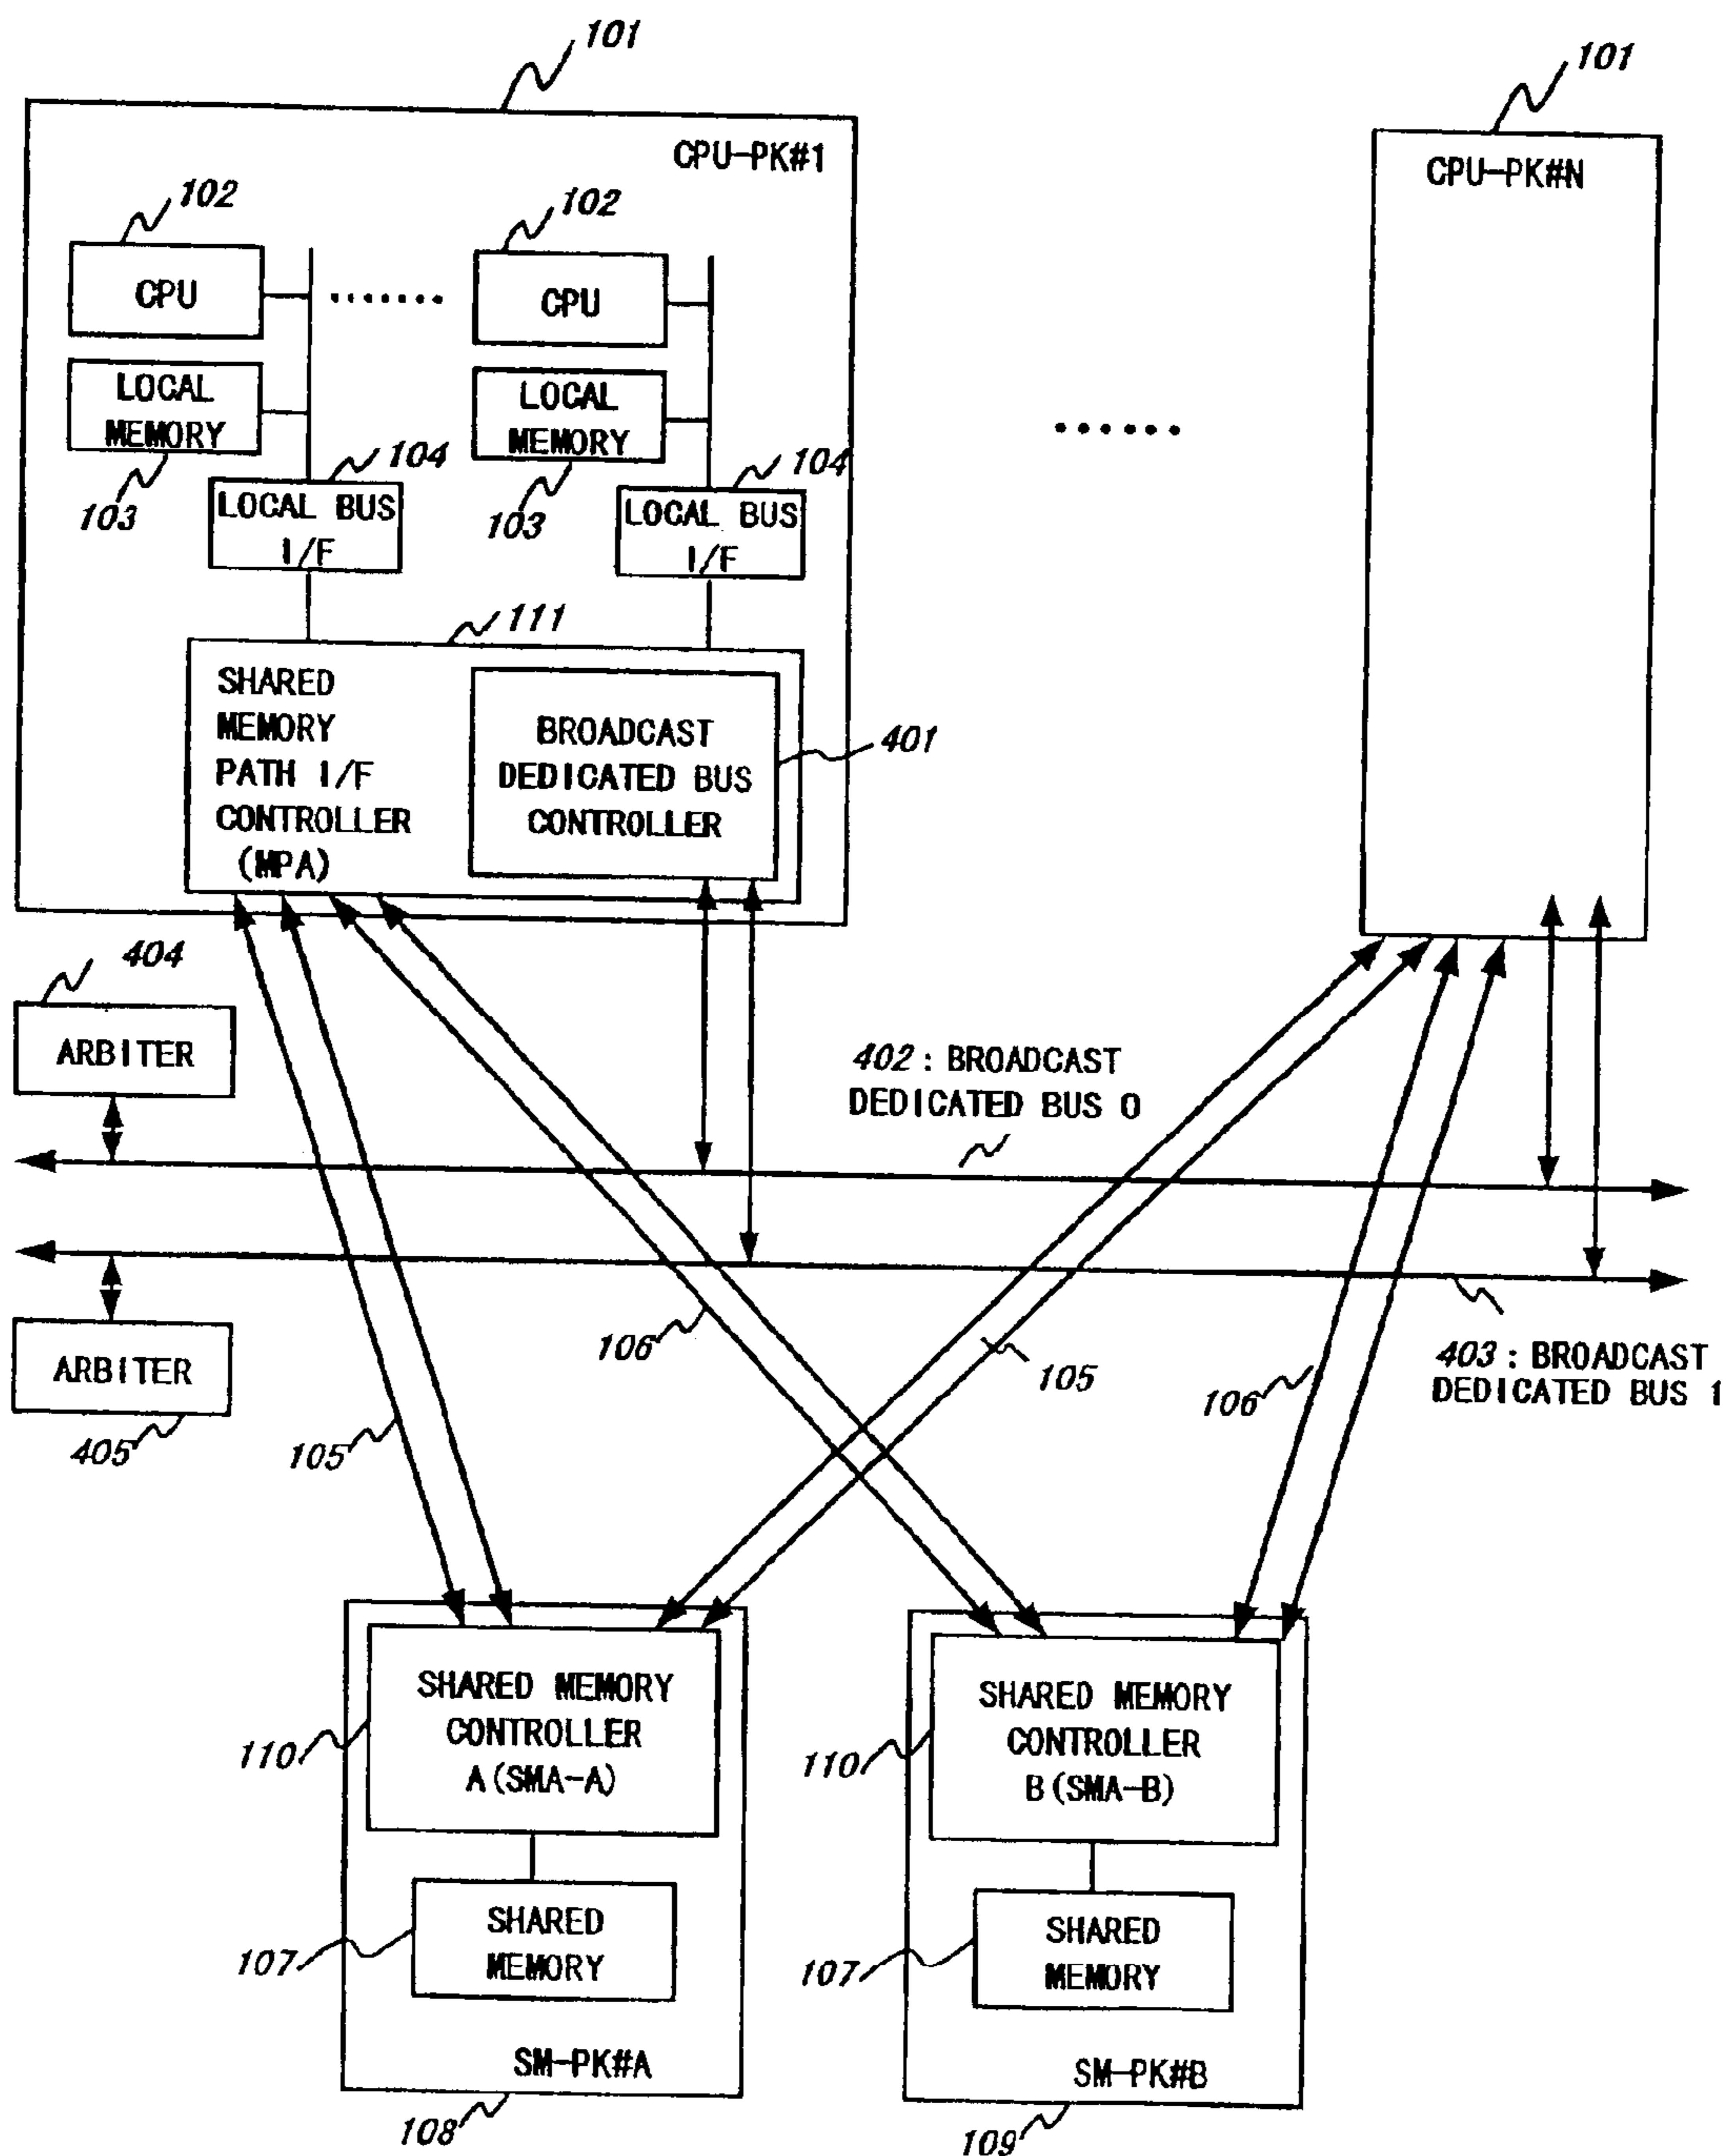 101
101
CPU-PK#1
CPU-PK#N
102
102
CPU
CPU
LOCAL
MEMORY
LOCAL
MEMORY
103
104
103
104
LOCAL BUS
I/F
LOCAL BUS
I/F
111
SHARED
MEMORY
PATH I/F
CONTROLLER
(MPA)
BROADCAST
DEDICATED BUS
CONTROLLER
401
404
ARBITER
402 : BROADCAST
DEDICATED BUS 0
ARBITER
405
105
106
105
106
403 : BROADCAST
DEDICATED BUS 1
SHARED MEMORY
CONTROLLER
A (SMA-A)
110
SHARED MEMORY
CONTROLLER
B (SMA-B)
110
SHARED
MEMORY
107
SHARED
MEMORY
107
SM-PK#A
SM-PK#B
108
109